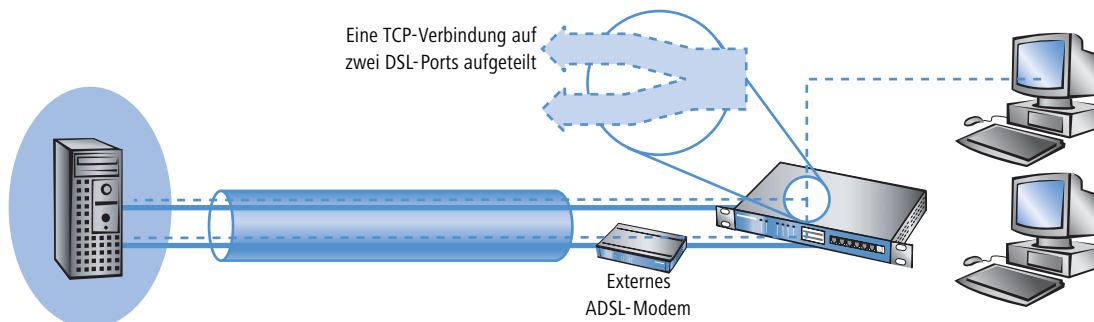 Eine TCP-Verbindung auf
zwei DSL-Ports aufgeteilt
Externes
ADSL-Modem